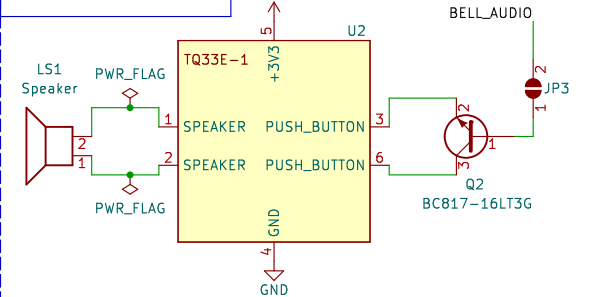 BELL_AUDIO
U2
5
TQ33E-1
+3V3
LS1
Speaker
PWR_FLAG
2
JP3
1
1
SPEAKER
PUSH_BUTTON
3
2
1
2
1
2
SPEAKER
PUSH_BUTTON
6
3
Q2
BC817-16LT3G
PWR_FLAG
GND
4
GND